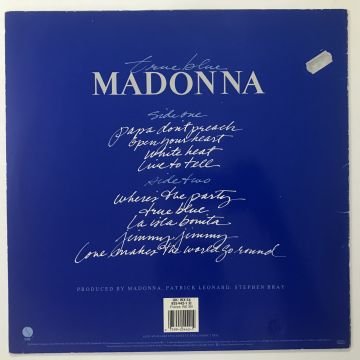 true blue
MADONNA
side one
papa don't preach
open your heart
white heat
live to tell
side two
where's the party
true blue
la isla bonita
jimmy jimmy
love makes the world go round
PRODUCED BY MADONNA, PATRICK LEONARD, STEPHEN BRAY